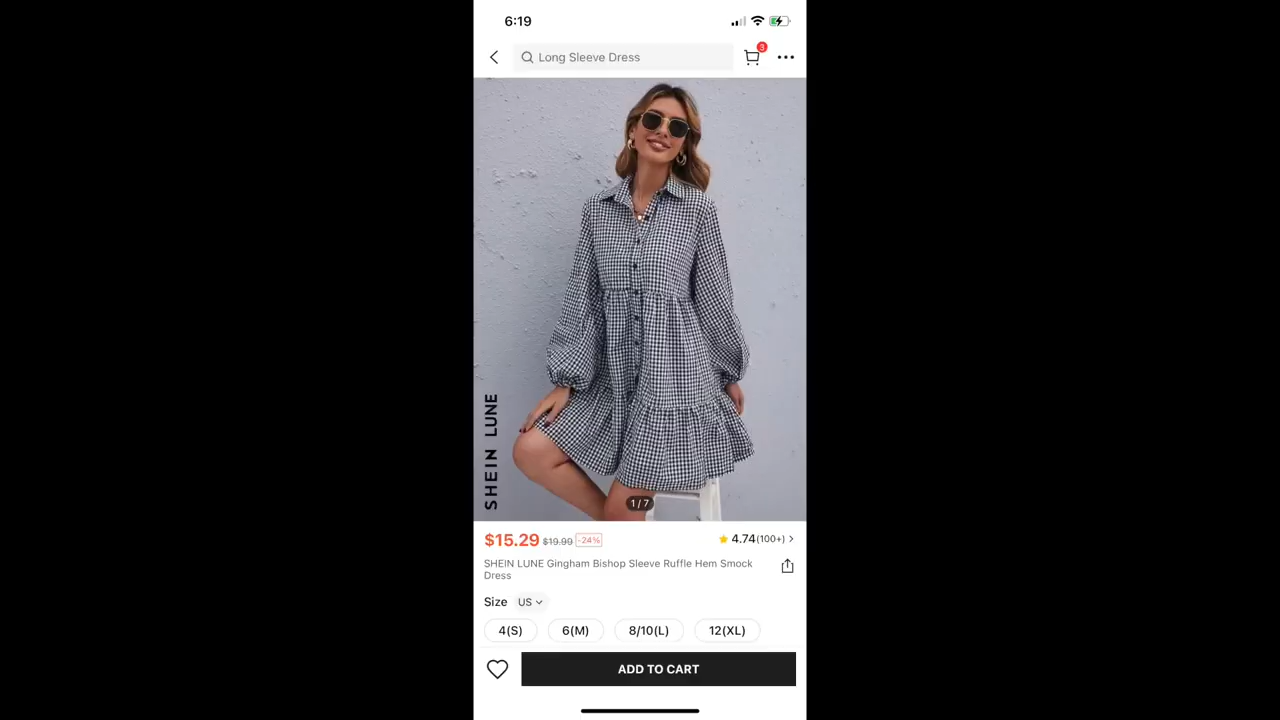 6:19
Long Sleeve Dress
3
SHEIN LUNE
1 / 7
$15.29 $19.99 -24%
4.74(100+)
SHEIN LUNE Gingham Bishop Sleeve Ruffle Hem Smock
Dress
Size US
4(S) 6(M) 8/10(L) 12(XL)
ADD TO CART